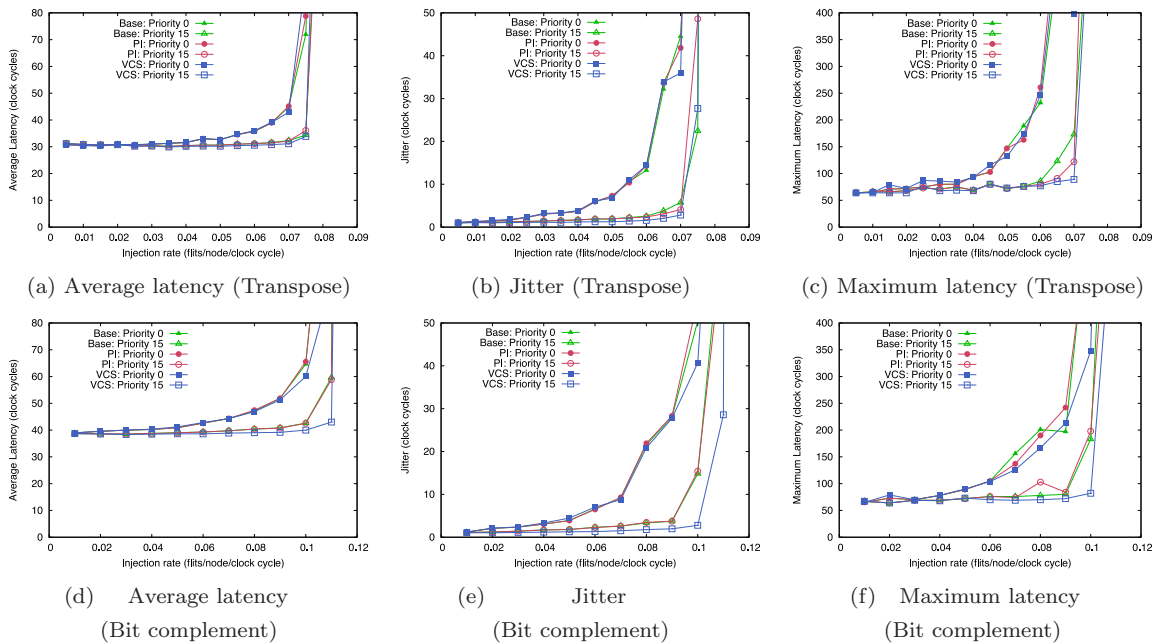 Average Latency (clock cycles)
80
70
60
50
40
30
20
10
0
Base: Priority 0
Base: Priority 15
PI: Priority 0
PI: Priority 15
VCS: Priority 0
VCS: Priority 15
0.01 0.02 0.03 0.04 0.05 0.06 0.07 0.08 0.09
Injection rate (flits/node/clock cycle)
(a) Average latency (Transpose)
Jitter (clock cycles)
50
40
30
20
10
0
Base: Priority 0
Base: Priority 15
PI: Priority 0
PI: Priority 15
VCS: Priority 0
VCS: Priority 15
0 0.01 0.02 0.03 0.04 0.05 0.06 0.07 0.08 0.09
Injection rate (flits/node/clock cycle)
(b) Jitter (Transpose)
Maximum Latency (clock cycles)
400
350
300
250
200
150
100
50
0
Base: Priority 0
Base: Priority 15
PI: Priority 0
PI: Priority 15
VCS: Priority 0
VCS: Priority 15
0 0.01 0.02 0.03 0.04 0.05 0.06 0.07 0.08 0.09
Injection rate (flits/node/clock cycle)
(c) Maximum latency (Transpose)
Average Latency (clock cycles)
80
70
60
50
40
30
20
10
0
Base: Priority 0
Base: Priority 15
PI: Priority 0
PI: Priority 15
VCS: Priority 0
VCS: Priority 15
0 0.02 0.04 0.06 0.08 0.1 0.12
Injection rate (flits/node/clock cycle)
(d) Average latency
(Bit complement)
Jitter (clock cycles)
50
40
30
20
10
0
Base: Priority 0
Base: Priority 15
PI: Priority 0
PI: Priority 15
VCS: Priority 0
VCS: Priority 15
0 0.02 0.04 0.06 0.08 0.1 0.12
Injection rate (flits/node/clock cycle)
(e) Jitter
(Bit complement)
Maximum Latency (clock cycles)
400
350
300
250
200
150
100
50
0
Base: Priority 0
Base: Priority 15
PI: Priority 0
PI: Priority 15
VCS: Priority 0
VCS: Priority 15
0 0.02 0.04 0.06 0.08 0.1 0.12
Injection rate (flits/node/clock cycle)
(f) Maximum latency
(Bit complement)